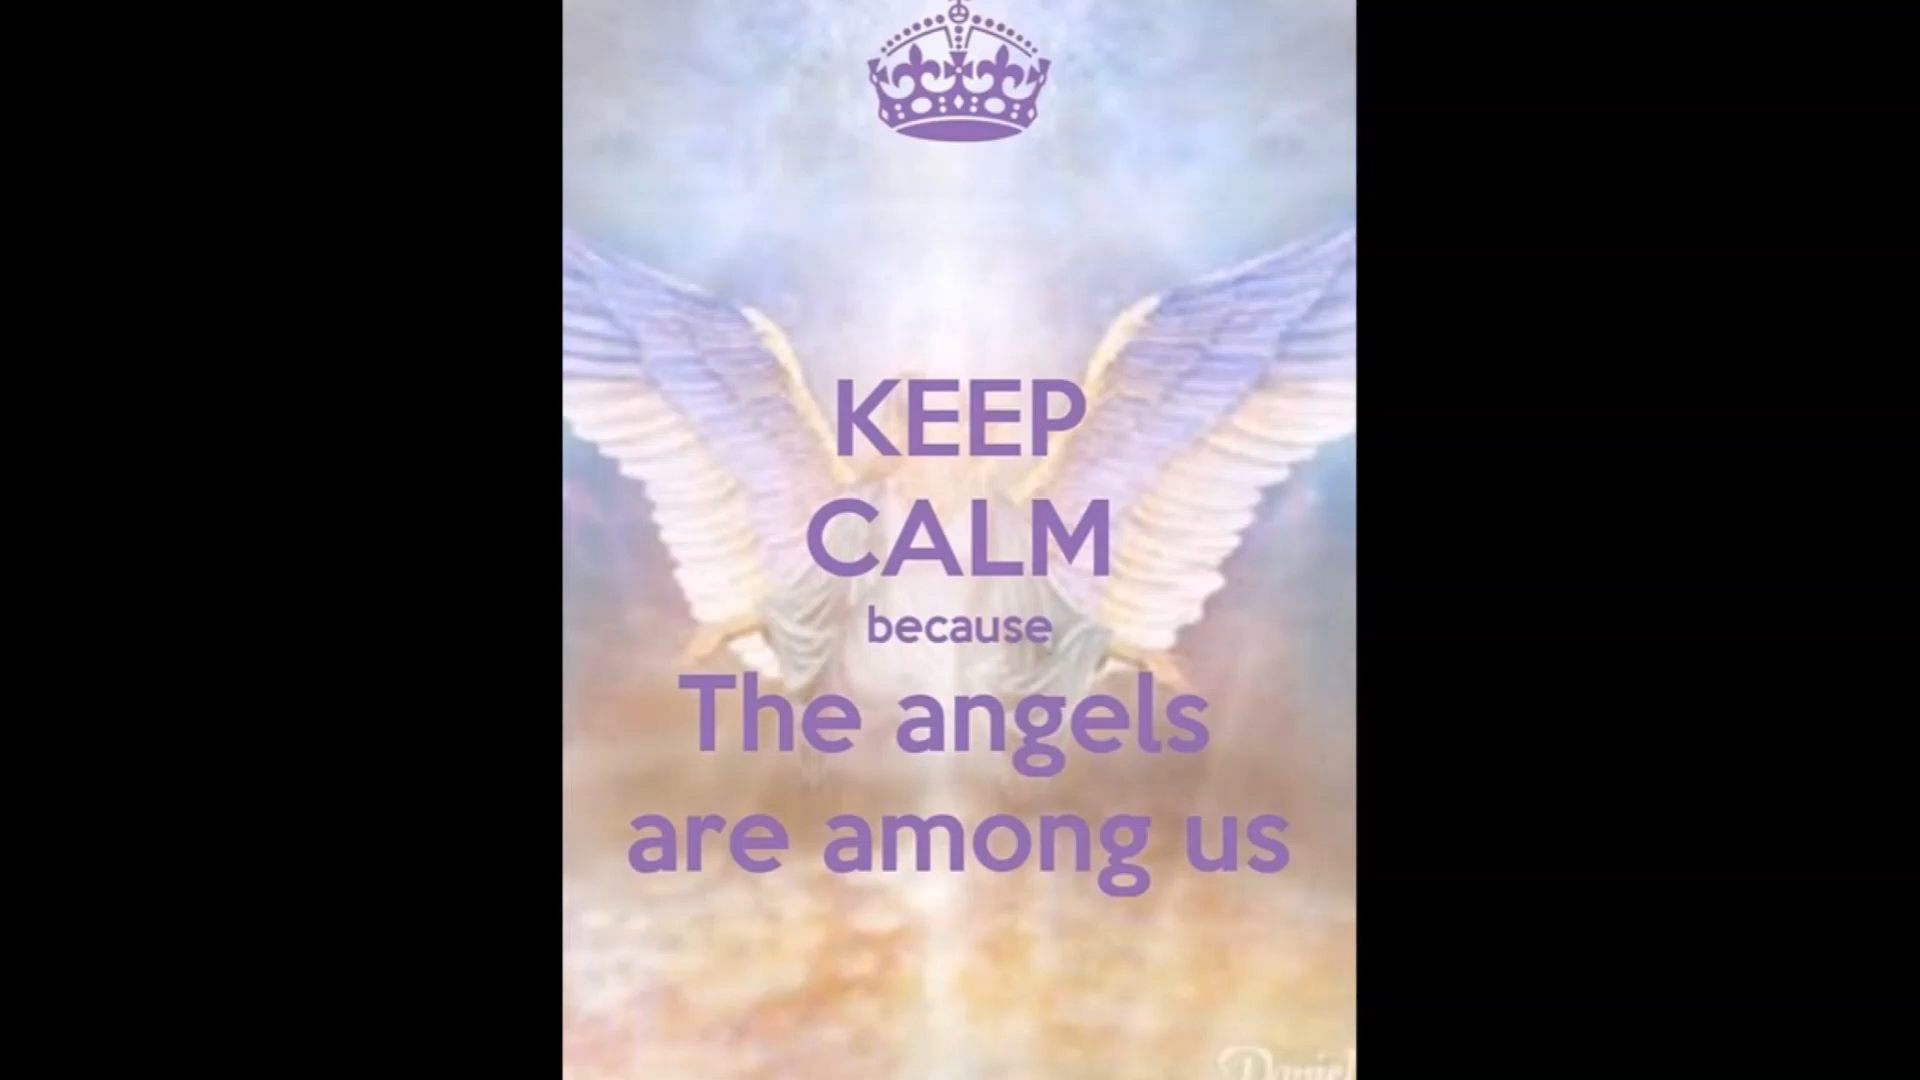 KEEP
CALM
because
The angels
are among us